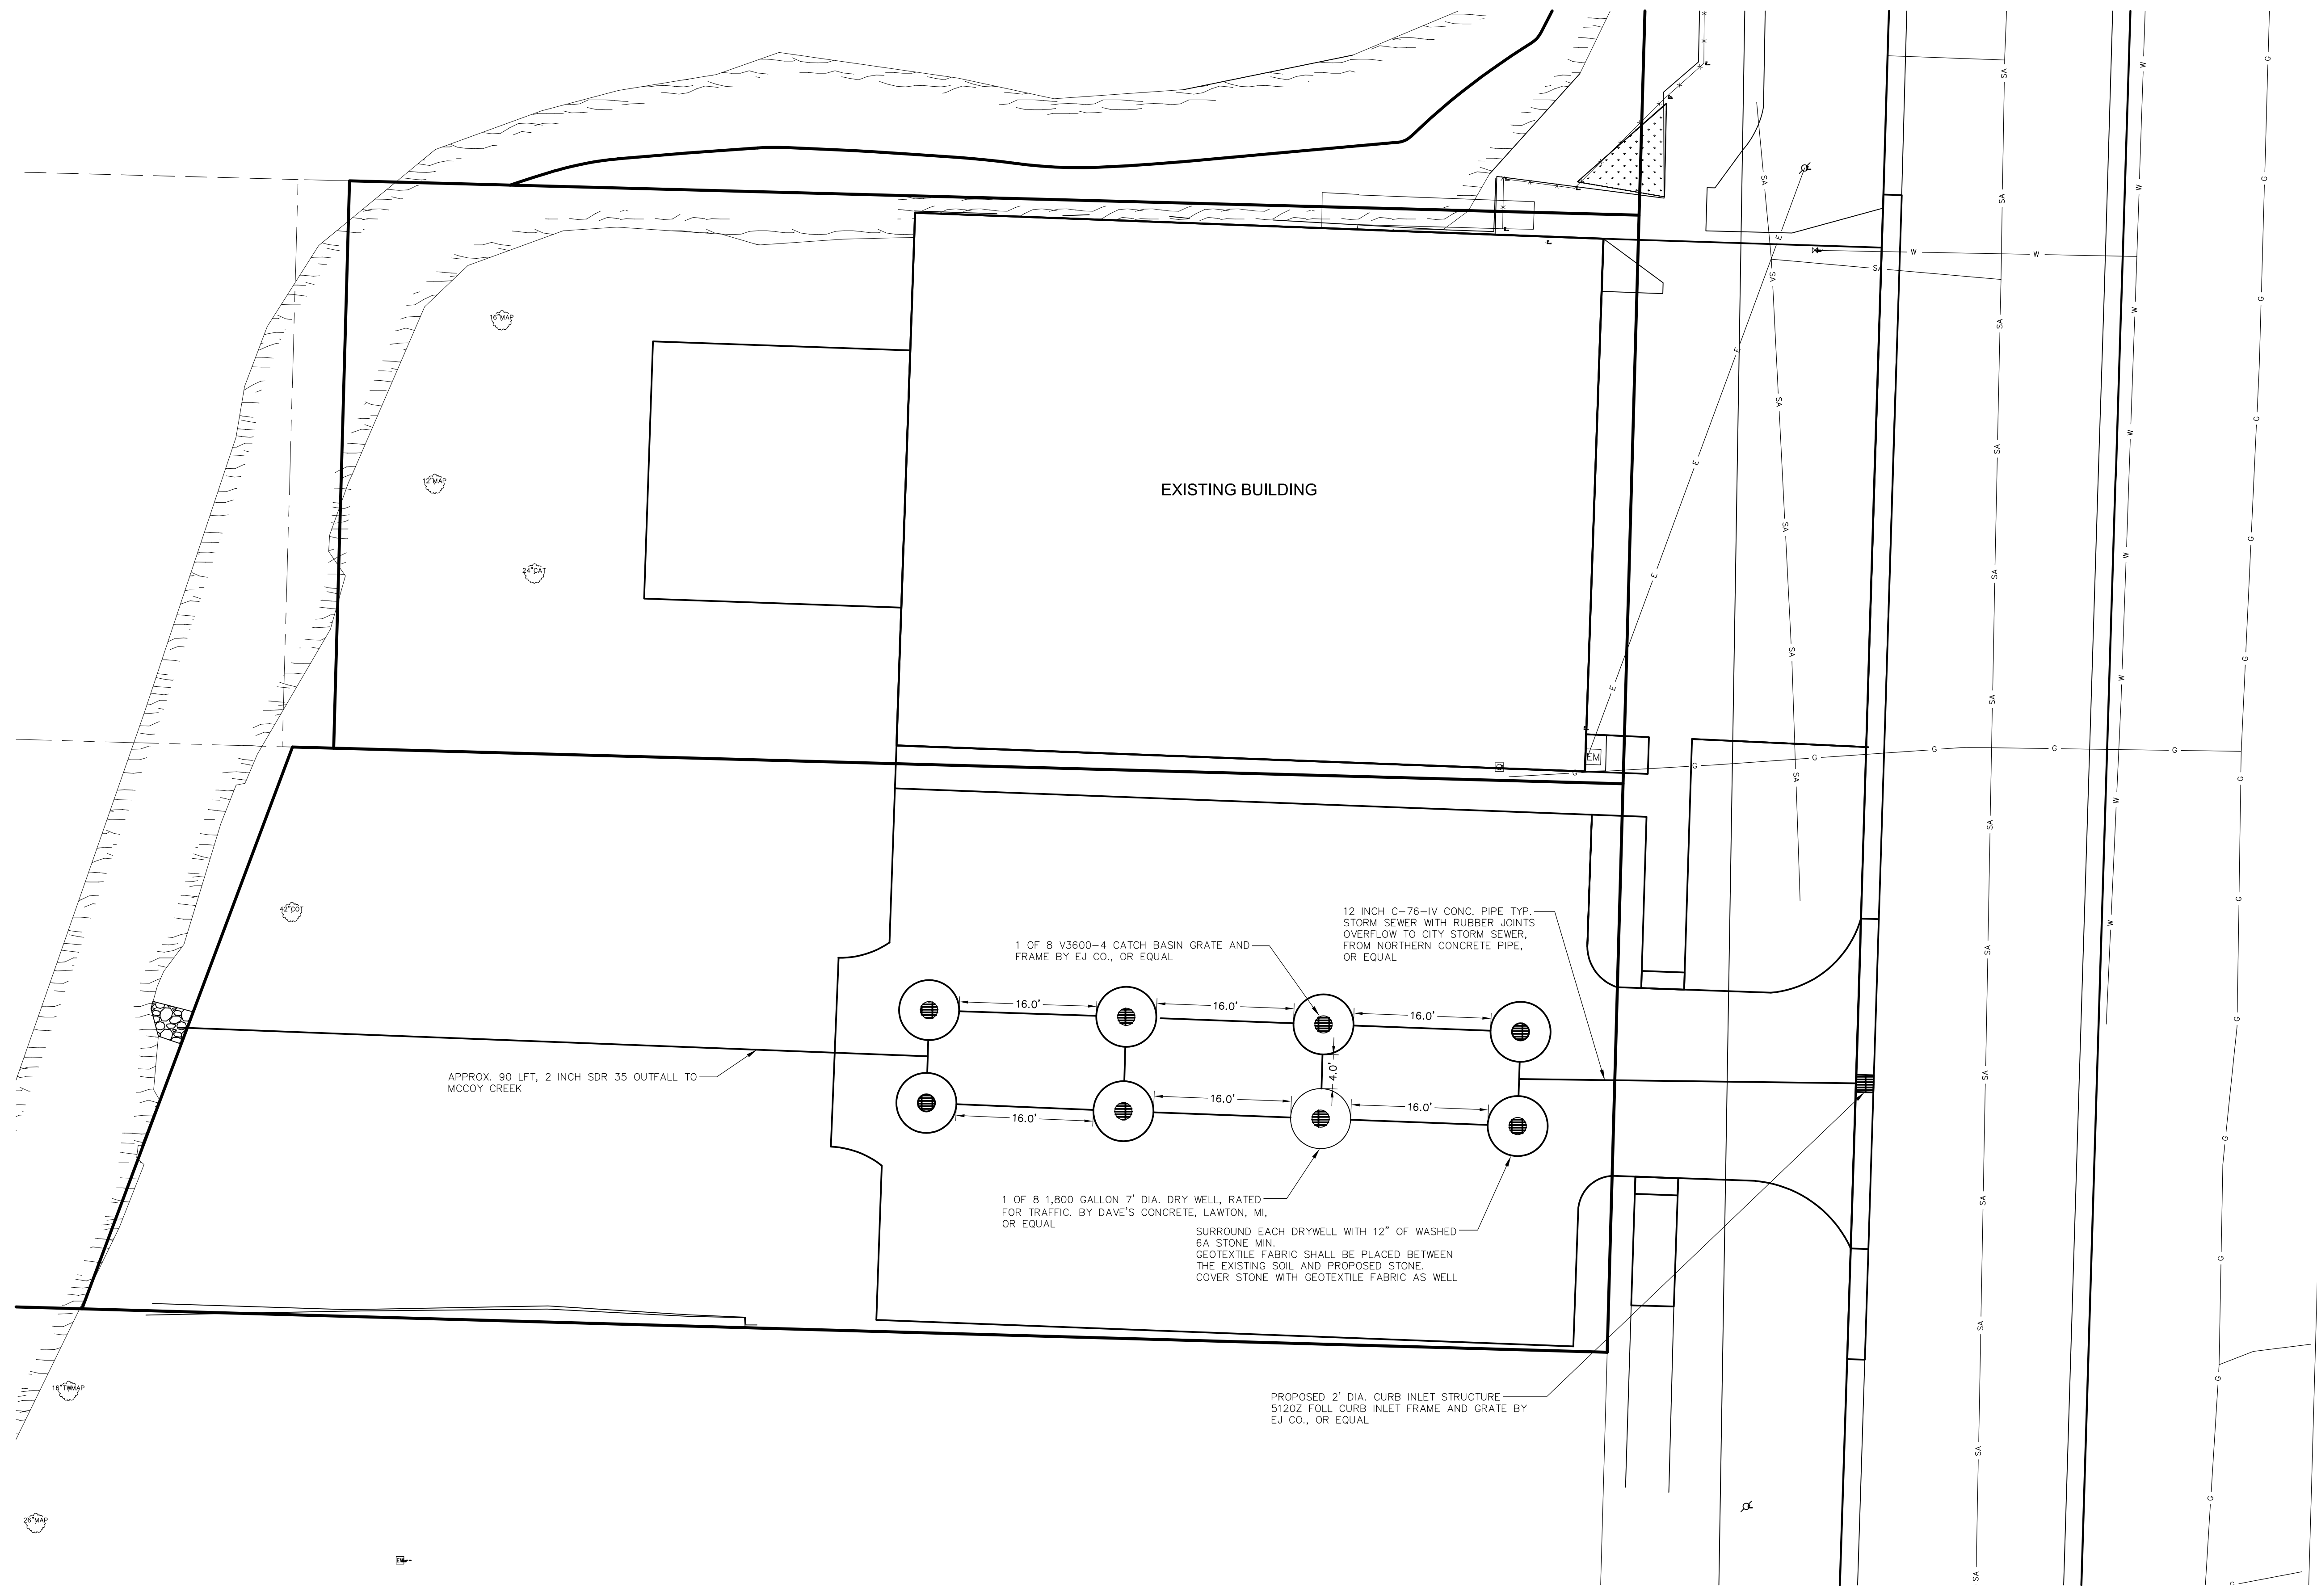 16"MAP
12"MAP
24"CAT
EXISTING BUILDING
EM
42"COT
12 INCH C-76-IV CONC. PIPE TYP.
STORM SEWER WITH RUBBER JOINTS
OVERFLOW TO CITY STORM SEWER,
FROM NORTHERN CONCRETE PIPE,
OR EQUAL
1 OF 8 V3600-4 CATCH BASIN GRATE AND
FRAME BY EJ CO., OR EQUAL
16.0'
16.0'
16.0'
4.0'
APPROX. 90 LFT, 2 INCH SDR 35 OUTFALL TO
MCCOY CREEK
16.0'
16.0'
16.0'
1 OF 8 1,800 GALLON 7' DIA. DRY WELL, RATED
FOR TRAFFIC. BY DAVE'S CONCRETE, LAWTON, MI,
OR EQUAL
SURROUND EACH DRYWELL WITH 12" OF WASHED
6A STONE MIN.
GEOTEXTILE FABRIC SHALL BE PLACED BETWEEN
THE EXISTING SOIL AND PROPOSED STONE.
COVER STONE WITH GEOTEXTILE FABRIC AS WELL
PROPOSED 2' DIA. CURB INLET STRUCTURE
5120Z FOLL CURB INLET FRAME AND GRATE BY
EJ CO., OR EQUAL
26"MAP
E
E
E
E
E
SA
SA
SA
SA
SA
SA
SA
W
W
W
W
W
G
G
G
G
G
G
G